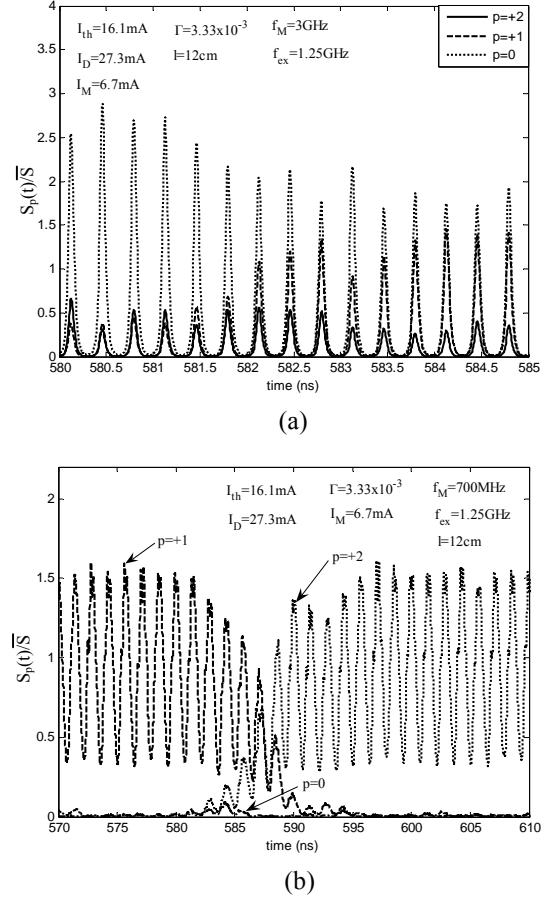 4
3.5
3
2.5
2
1.5
1
0.5
0
S_p(t)/S̅
I_th=16.1mA Γ=3.33x10^-3 f_M=3GHz
I_D=27.3mA l=12cm f_ex=1.25GHz
I_M=6.7mA
p=+2
p=+1
p=0
580 580.5 581 581.5 582 582.5 583 583.5 584 584.5 585
time (ns)
(a)
2
1.5
1
0.5
0
S_p(t)/S̅
I_th=16.1mA Γ=3.33x10^-3 f_M=700MHz
I_D=27.3mA I_M=6.7mA f_ex=1.25GHz
l=12cm
p=+1
p=+2
p=0
570 575 580 585 590 595 600 605 610
time (ns)
(b)